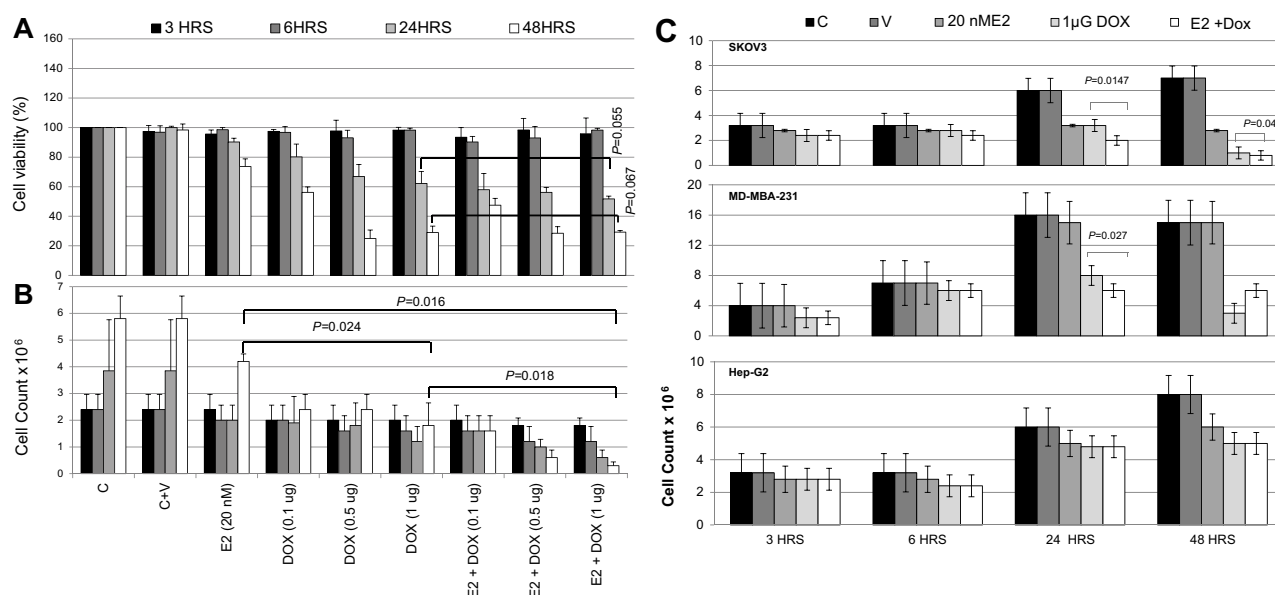 A
3 HRS 6HRS 24HRS 48HRS
160
140
120
100
80
60
40
20
0
Cell viability (%)
P=0.055
P=0.067
B
7
6
5
4
3
2
1
0
Cell Count x10⁶
P=0.016
P=0.024
P=0.018
C
C+V
E2 (20 nM)
DOX (0.1 ug)
DOX (0.5 ug)
DOX (1 ug)
E2 + DOX (0.1 ug)
E2 + DOX (0.5 ug)
E2 + DOX (1 ug)
C
C V 20 nME2 1µG DOX E2 +Dox
SKOV3
10
8
6
4
2
0
P=0.0147
P=0.04
MD-MBA-231
20
16
12
8
4
0
P=0.027
Hep-G2
10
8
6
4
2
0
Cell Count x 10⁶
3 HRS 6 HRS 24 HRS 48 HRS